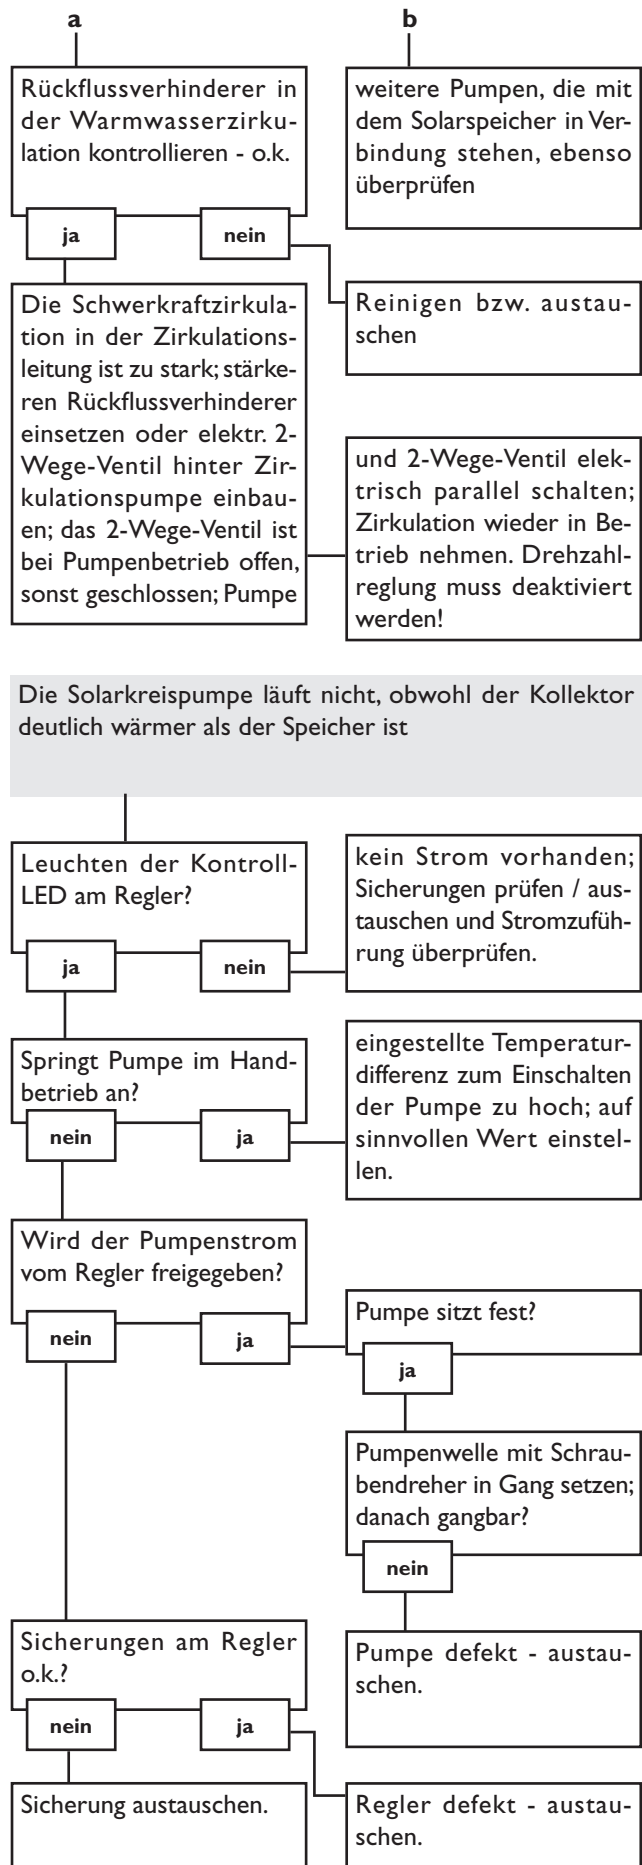 a
Rückflussverhinderer in
der Warmwasserzirku-
lation kontrollieren - o.k.
ja
nein
Die Schwerkraftzirkula-
tion in der Zirkulations-
leitung ist zu stark; stärke-
ren Rückflussverhinderer
einsetzen oder elektr. 2-
Wege-Ventil hinter Zir-
kulationspumpe einbau-
en; das 2-Wege-Ventil ist
bei Pumpenbetrieb offen,
sonst geschlossen; Pumpe
b
weitere Pumpen, die mit
dem Solarspeicher in Ver-
bindung stehen, ebenso
überprüfen
Reinigen bzw. austau-
schen
und 2-Wege-Ventil elek-
trisch parallel schalten;
Zirkulation wieder in Be-
trieb nehmen. Drehzahl-
reglung muss deaktiviert
werden!
Die Solarkreispumpe läuft nicht, obwohl der Kollektor
deutlich wärmer als der Speicher ist
Leuchten der Kontroll-
LED am Regler?
ja
nein
kein Strom vorhanden;
Sicherungen prüfen / aus-
tauschen und Stromzufüh-
rung überprüfen.
Springt Pumpe im Hand-
betrieb an?
nein
ja
eingestellte Temperatur-
differenz zum Einschalten
der Pumpe zu hoch; auf
sinnvollen Wert einstel-
len.
Wird der Pumpenstrom
vom Regler freigegeben?
nein
ja
Pumpe sitzt fest?
ja
Pumpenwelle mit Schrau-
bendreher in Gang setzen;
danach gangbar?
nein
Pumpe defekt - austau-
schen.
Sicherungen am Regler
o.k.?
nein
ja
Sicherung austauschen.
Regler defekt - austau-
schen.